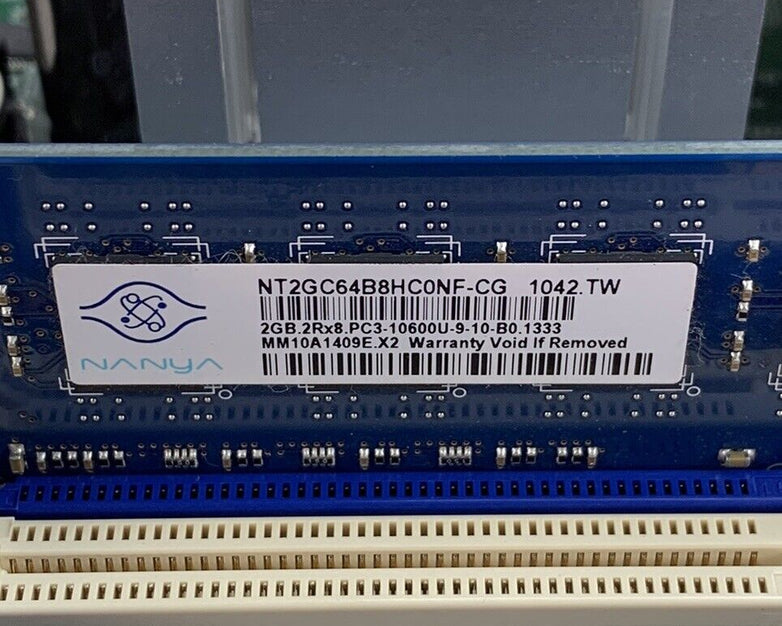 NT2GC64B8HC0NF-CG 1042.TW
2GB.2Rx8.PC3-10600U-9-10-B0.1333
MM10A1409E.X2 Warranty Void If Removed
NANYA